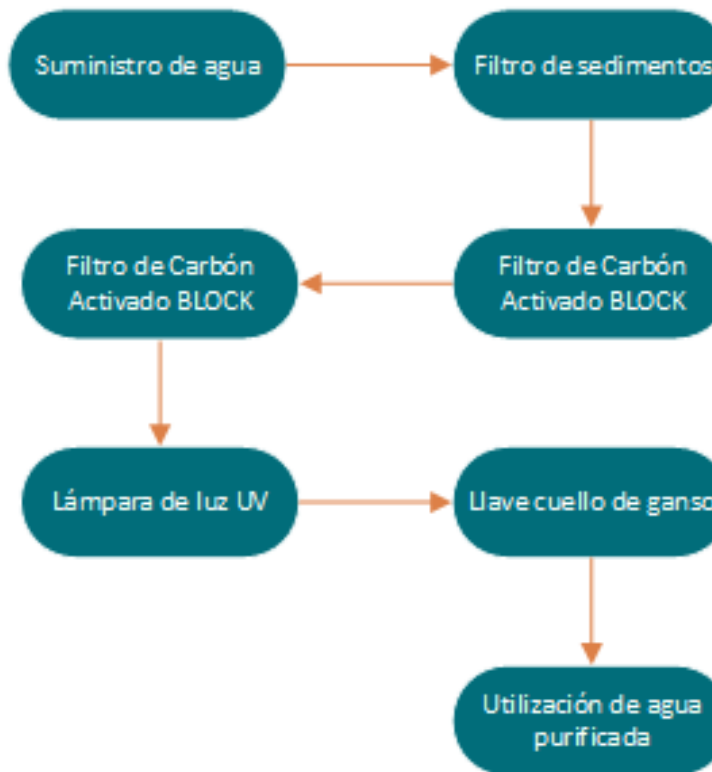 Suministro de agua
Filtro de sedimentos
Filtro de Carbón
Activado BLOCK
Filtro de Carbón
Activado BLOCK
Lámpara de luz UV
Llave cuello de ganso
Utilización de agua
purificada